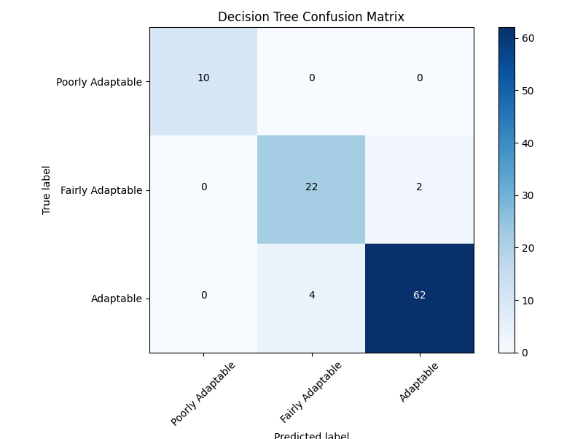 Decision Tree Confusion Matrix
True label
Poorly Adaptable
10 0 0
Fairly Adaptable
0 22 2
Adaptable
0 4 62
Poorly Adaptable
Fairly Adaptable
Adaptable
Predicted label
60
50
40
30
20
10
0